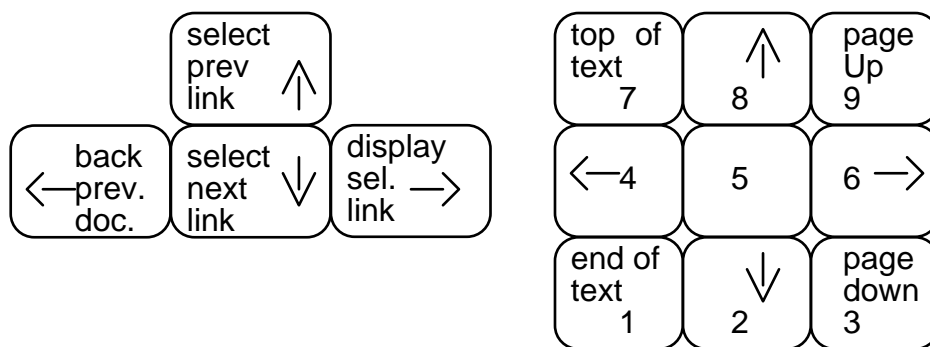 select
prev
link
back
prev.
doc.
select
next
link
display
sel.
link
top of
text
7
8
page
Up
9
4
5
6
end of
text
1
2
page
down
3